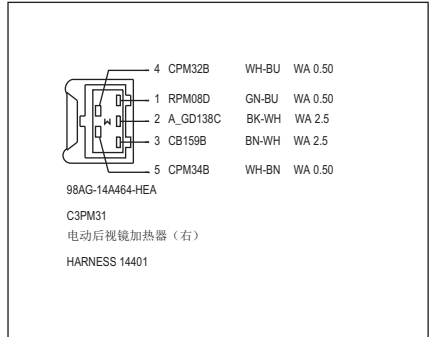 4 CPM32B WH-BU WA 0.50
1 RPM08D GN-BU WA 0.50
2 A_GD138C BK-WH WA 2.5
3 CB159B BN-WH WA 2.5
5 CPM34B WH-BN WA 0.50
98AG-14A464-HEA
C3PM31
电动后视镜加热器（右）
HARNESS 14401